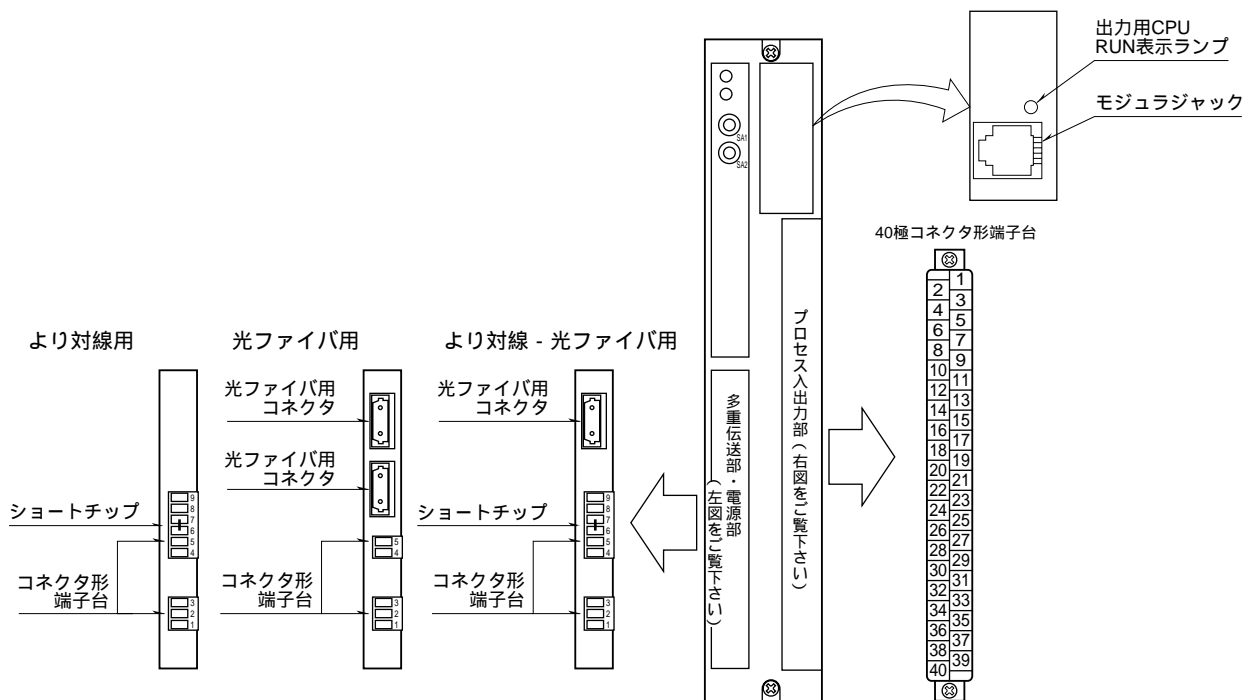 出力用CPU
RUN表示ランプ
モジュラジャック
SA1
SA2
40極コネクタ形端子台
プロセス入出力部（右図をご覧下さい）
多重伝送部・電源部
（左図をご覧下さい）
1
2
3
4
5
6
7
8
9
10
11
12
13
14
15
16
17
18
19
20
21
22
23
24
25
26
27
28
29
30
31
32
33
34
35
36
37
38
39
40
より対線用
ショートチップ
コネクタ形
端子台
9
8
7
6
5
4
3
2
1
光ファイバ用
光ファイバ用
コネクタ
光ファイバ用
コネクタ
コネクタ形
端子台
5
4
3
2
1
より対線 - 光ファイバ用
光ファイバ用
コネクタ
ショートチップ
コネクタ形
端子台
9
8
7
6
5
4
3
2
1